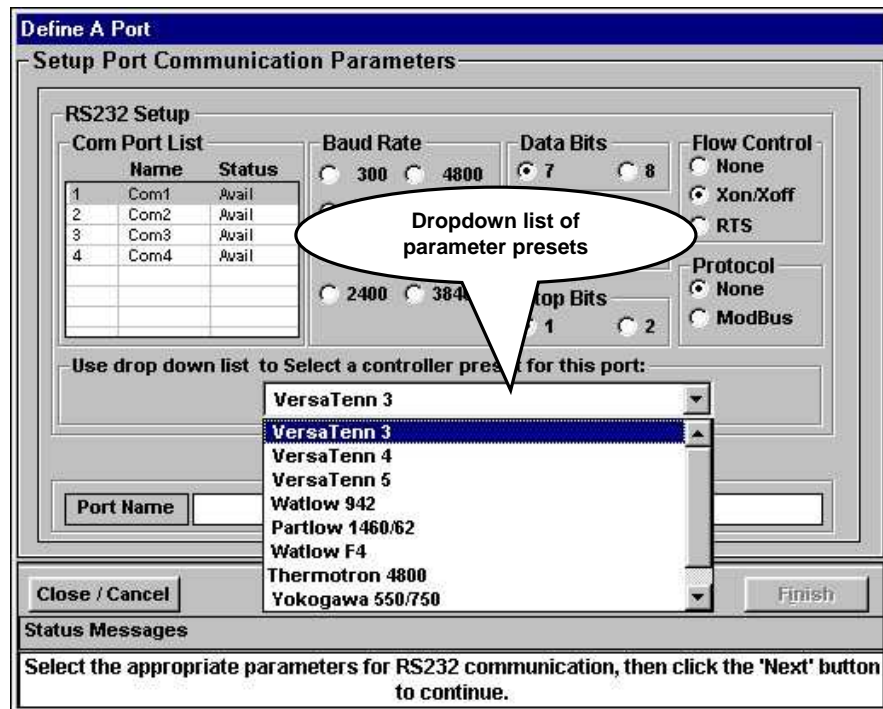 Define A Port
Setup Port Communication Parameters
RS232 Setup
Com Port List
Name Status
1 Com1 Avail
2 Com2 Avail
3 Com3 Avail
4 Com4 Avail
Baud Rate
300 4800
2400
Data Bits
7 8
Stop Bits
1 2
Flow Control
None
Xon/Xoff
RTS
Protocol
None
ModBus
Dropdown list of
parameter presets
Use drop down list to Select a controller preset for this port:
VersaTenn 3
VersaTenn 3
VersaTenn 4
VersaTenn 5
Watlow 942
Partlow 1460/62
Watlow F4
Thermotron 4800
Yokogawa 550/750
Port Name
Close / Cancel
Finish
Status Messages
Select the appropriate parameters for RS232 communication, then click the 'Next' button
to continue.